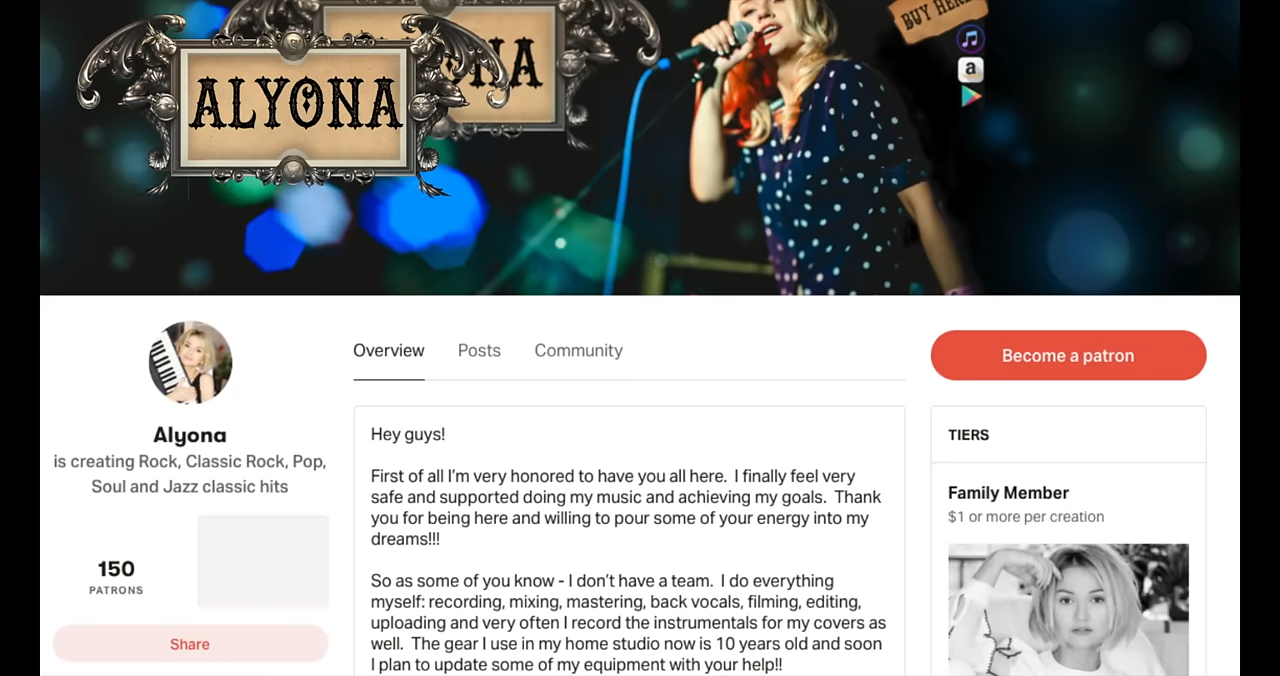 ALYONA
BUY HERE
a
Overview
Posts
Community
Become a patron
Alyona
is creating Rock, Classic Rock, Pop,
Soul and Jazz classic hits
150
PATRONS
Share
Hey guys!
First of all I'm very honored to have you all here.  I finally feel very
safe and supported doing my music and achieving my goals.  Thank
you for being here and willing to pour some of your energy into my
dreams!!!
So as some of you know - I don't have a team.  I do everything
myself: recording, mixing, mastering, back vocals, filming, editing,
uploading and very often I record the instrumentals for my covers as
well.  The gear I use in my home studio now is 10 years old and soon
I plan to update some of my equipment with your help!!
TIERS
Family Member
$1 or more per creation